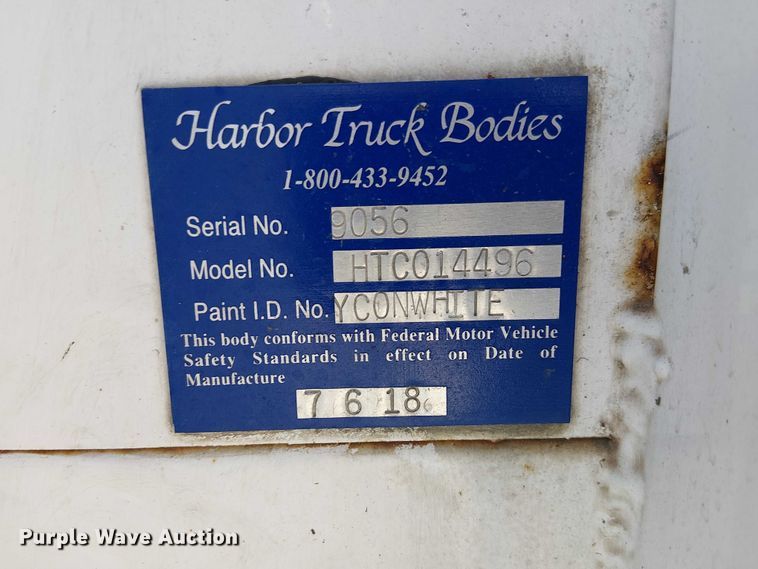 Harbor Truck Bodies
1-800-433-9452
Serial No. 9056
Model No. HTC014496
Paint I.D. No. YCONWHITE
This body conforms with Federal Motor Vehicle
Safety Standards in effect on Date of
Manufacture
7 6 18
Purple Wave Auction